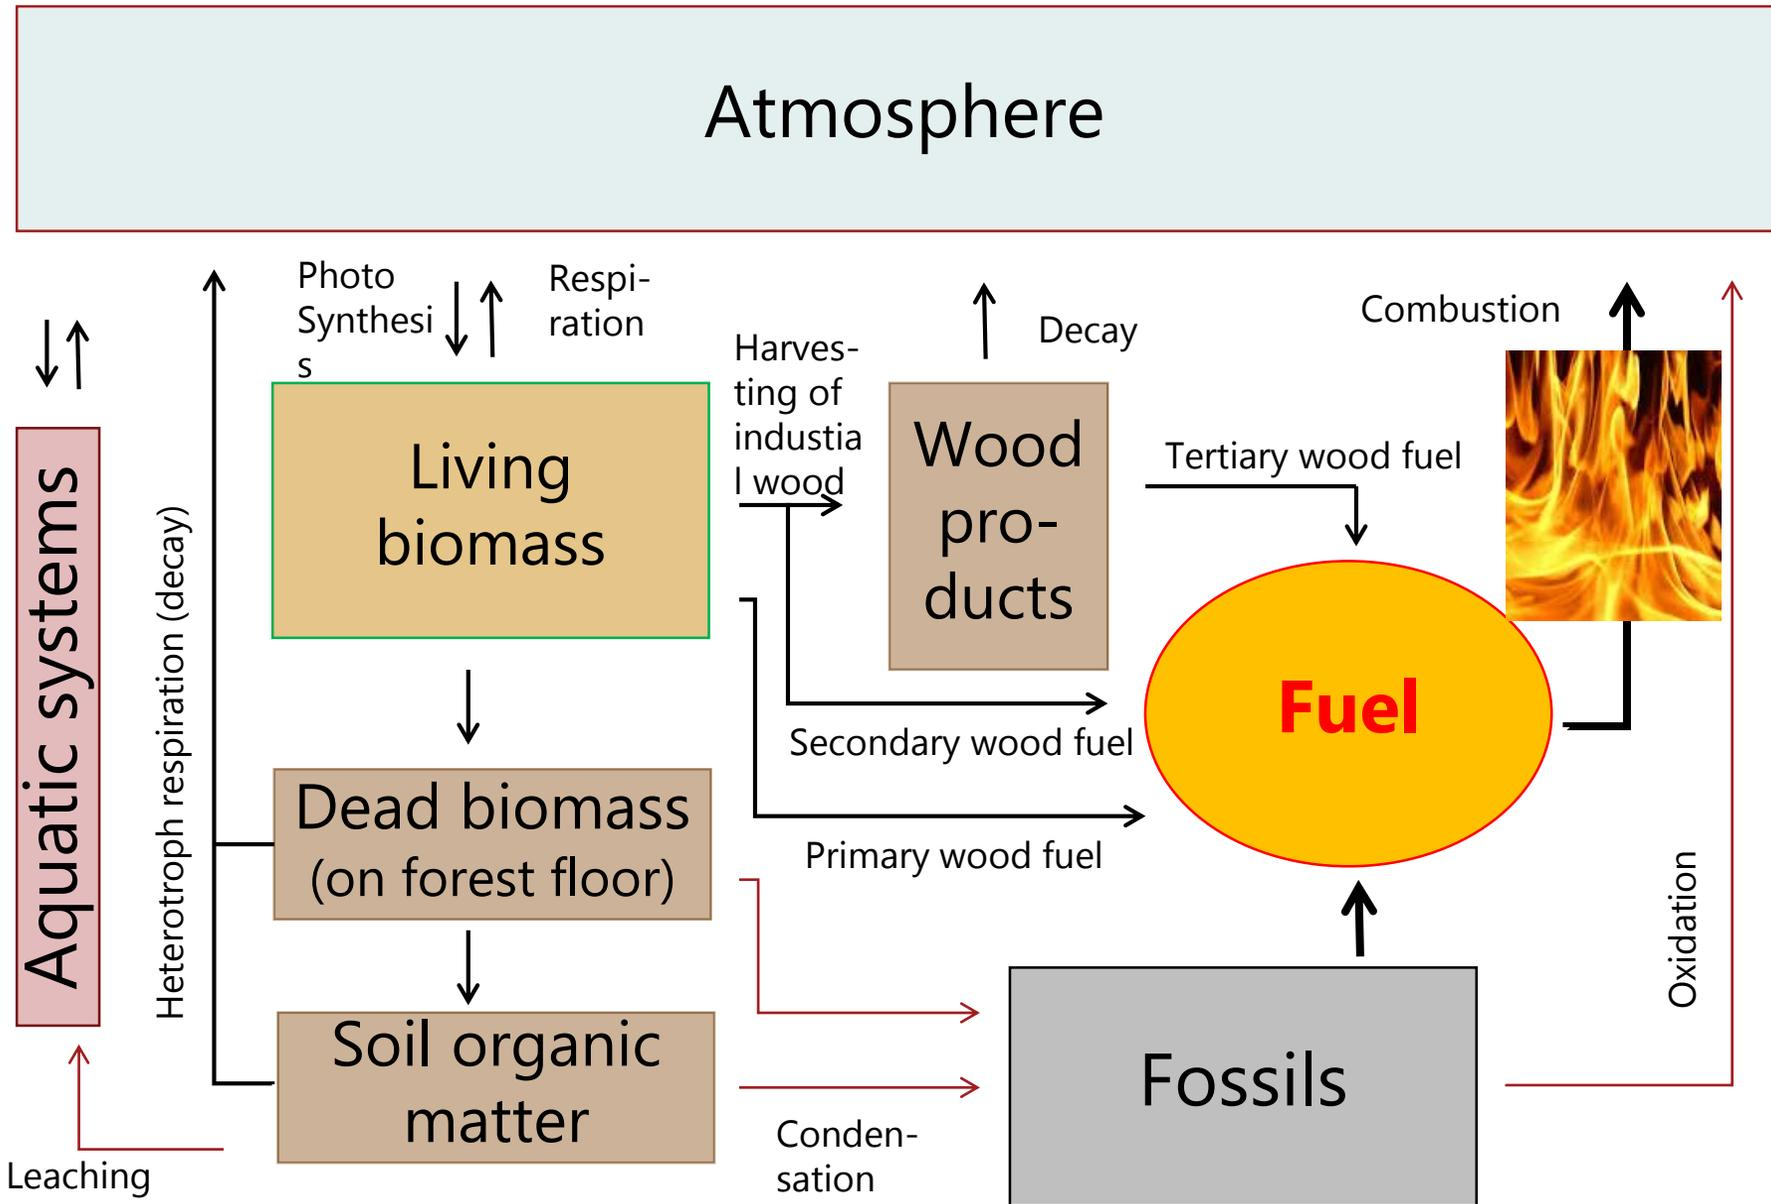 Atmosphere
Photo
Synthesi
s
Respi-
ration
Harves-
ting of
industia
l wood
Decay
Combustion
Living
biomass
Wood
pro-
ducts
Tertiary wood fuel
Aquatic systems
Heterotroph respiration (decay)
Fuel
Secondary wood fuel
Dead biomass
(on forest floor)
Primary wood fuel
Oxidation
Soil organic
matter
Fossils
Conden-
sation
Leaching